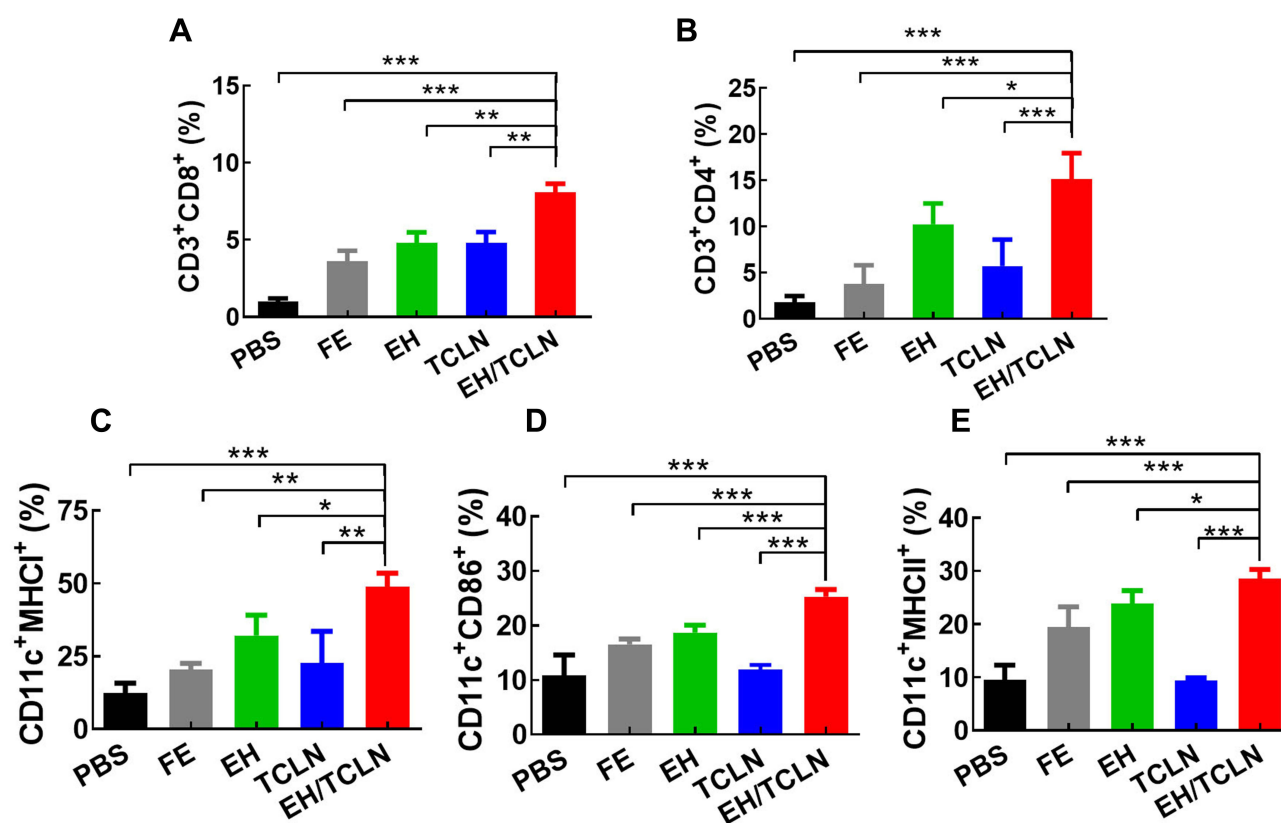 A
CD3⁺CD8⁺ (%)
15
10
5
0
***
***
**
**
PBS
FE
EH
TCLN
EH/TCLN
B
CD3⁺CD4⁺ (%)
25
20
15
10
5
0
***
***
*
***
PBS
FE
EH
TCLN
EH/TCLN
C
CD11c⁺MHCI⁺ (%)
75
50
25
0
***
**
*
**
PBS
FE
EH
TCLN
EH/TCLN
D
CD11c⁺CD86⁺ (%)
40
30
20
10
0
***
***
***
***
PBS
FE
EH
TCLN
EH/TCLN
E
CD11c⁺MHCII⁺ (%)
40
30
20
10
0
***
***
*
***
PBS
FE
EH
TCLN
EH/TCLN